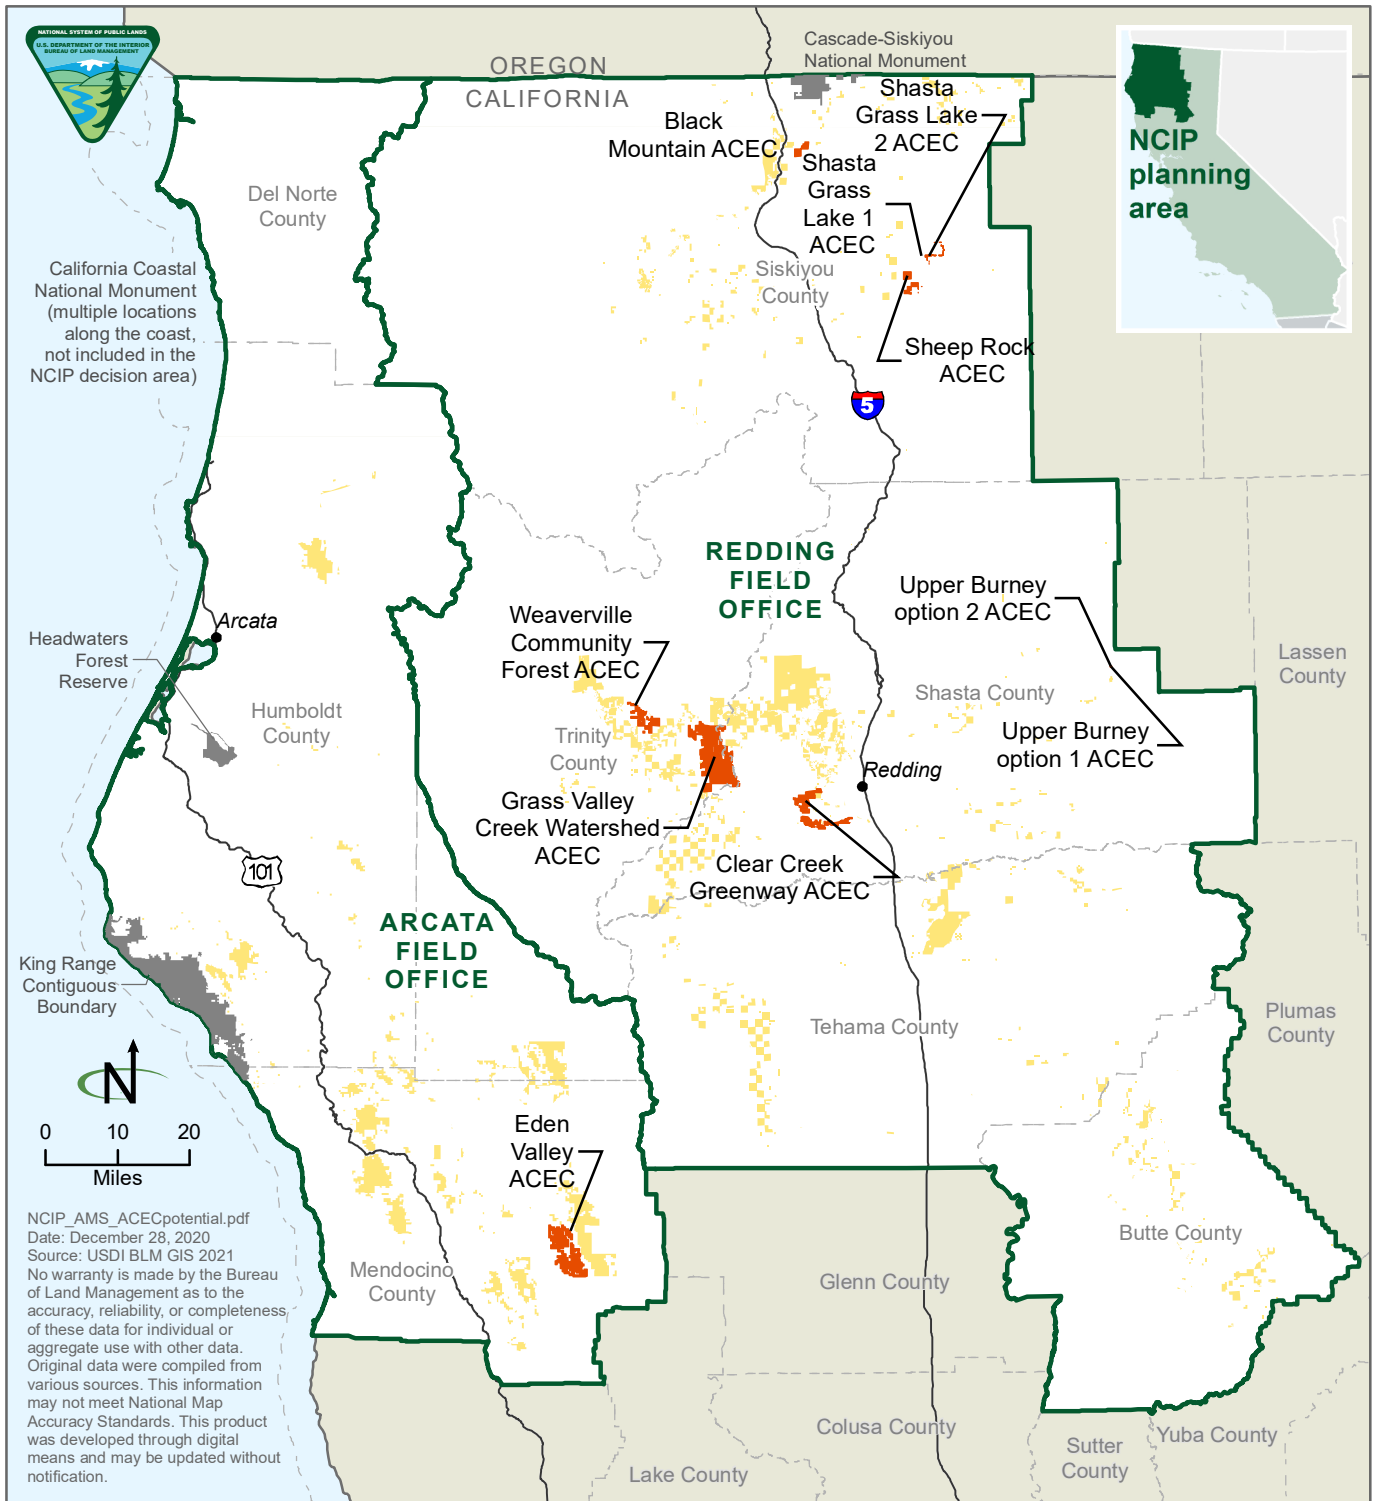 NATIONAL SYSTEM OF PUBLIC LANDS
U.S. DEPARTMENT OF THE INTERIOR
BUREAU OF LAND MANAGEMENT
OREGON
CALIFORNIA
Cascade-Siskiyou
National Monument
Shasta
Grass Lake
2 ACEC
Black
Mountain ACEC
Shasta
Grass
Lake 1
ACEC
NCIP
planning
area
Del Norte
County
California Coastal
National Monument
(multiple locations
along the coast,
not included in the
NCIP decision area)
Siskiyou
County
Sheep Rock
ACEC
5
REDDING
FIELD
OFFICE
Upper Burney
option 2 ACEC
Weaverville
Community
Forest ACEC
Arcata
Headwaters
Forest
Reserve
Lassen
County
Shasta County
Humboldt
County
Trinity
County
Upper Burney
option 1 ACEC
Redding
Grass Valley
Creek Watershed
ACEC
Clear Creek
Greenway ACEC
101
ARCATA
FIELD
OFFICE
King Range
Contiguous
Boundary
Tehama County
Plumas
County
N
0 10 20
Miles
Eden
Valley
ACEC
Butte County
Mendocino
County
Glenn County
NCIP_AMS_ACECpotential.pdf
Date: December 28, 2020
Source: USDI BLM GIS 2021
No warranty is made by the Bureau
of Land Management as to the
accuracy, reliability, or completeness
of these data for individual or
aggregate use with other data.
Original data were compiled from
various sources. This information
may not meet National Map
Accuracy Standards. This product
was developed through digital
means and may be updated without
notification.
Colusa County
Sutter
County
Yuba County
Lake County